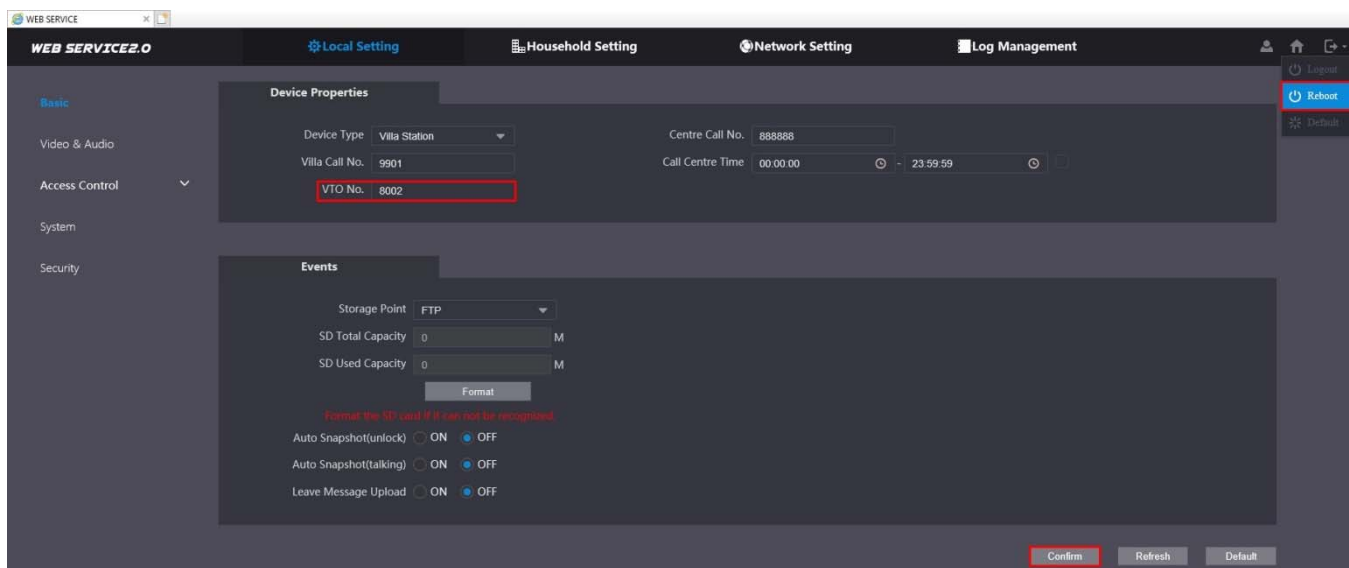 WEB SERVICE
WEB SERVICE2.0
Local Setting
Household Setting
Network Setting
Log Management
Logout
Reboot
Default
Basic
Video & Audio
Access Control
System
Security
Device Properties
Device Type Villa Station
Centre Call No. 888888
Villa Call No. 9901
Call Centre Time 00:00:00 - 23:59:59
VTO No. 8002
Events
Storage Point FTP
SD Total Capacity 0 M
SD Used Capacity 0 M
Format
Format the SD card if it can not be recognized.
Auto Snapshot(unlock) ON OFF
Auto Snapshot(talking) ON OFF
Leave Message Upload ON OFF
Confirm Refresh Default